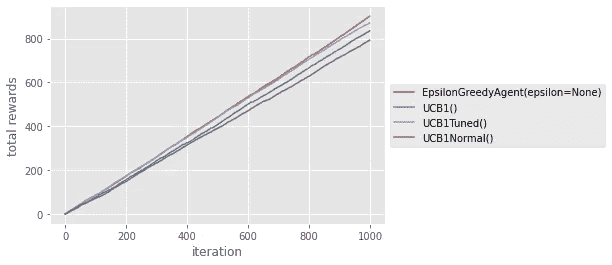 800
600
400
200
0
total rewards
0 200 400 600 800 1000
iteration
EpsilonGreedyAgent(epsilon=None)
UCB1()
UCB1Tuned()
UCB1Normal()